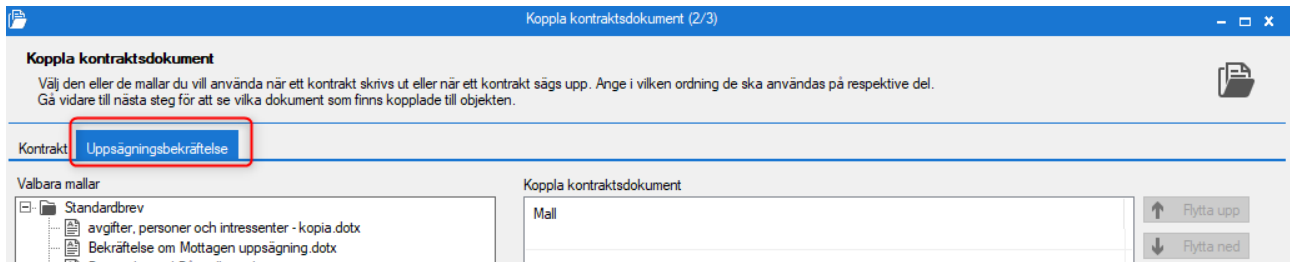 Koppla kontraktsdokument (2/3)
Koppla kontraktsdokument
Välj den eller de mallar du vill använda när ett kontrakt skrivs ut eller när ett kontrakt sägs upp. Ange i vilken ordning de ska användas på respektive del.
Gå vidare till nästa steg för att se vilka dokument som finns kopplade till objekten.
Kontrakt Uppsägningsbekräftelse
Valbara mallar
Koppla kontraktsdokument
Standardbrev
Mall
Flytta upp
avgifter, personer och intressenter - kopia.dotx
Bekräftelse om Mottagen uppsägning.dotx
Flytta ned